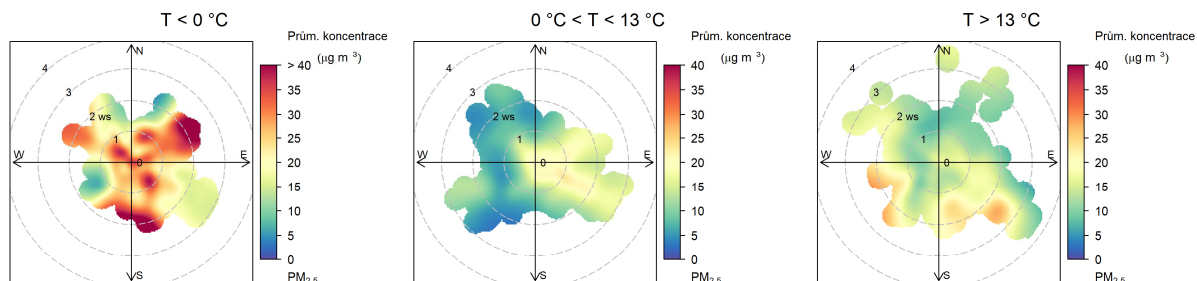 T < 0 °C
0 °C < T < 13 °C
T > 13 °C
Prům. koncentrace
(μg m ³)
> 40
35
30
25
20
15
10
5
0
PM2.5
N
E
S
W
4
3
2 ws
1
0
Prům. koncentrace
(μg m ³)
40
35
30
25
20
15
10
5
0
PM2.5
N
E
S
W
4
3
2 ws
1
0
Prům. koncentrace
(μg m ³)
40
35
30
25
20
15
10
5
0
PM2.5
N
E
S
W
4
3
2 ws
1
0